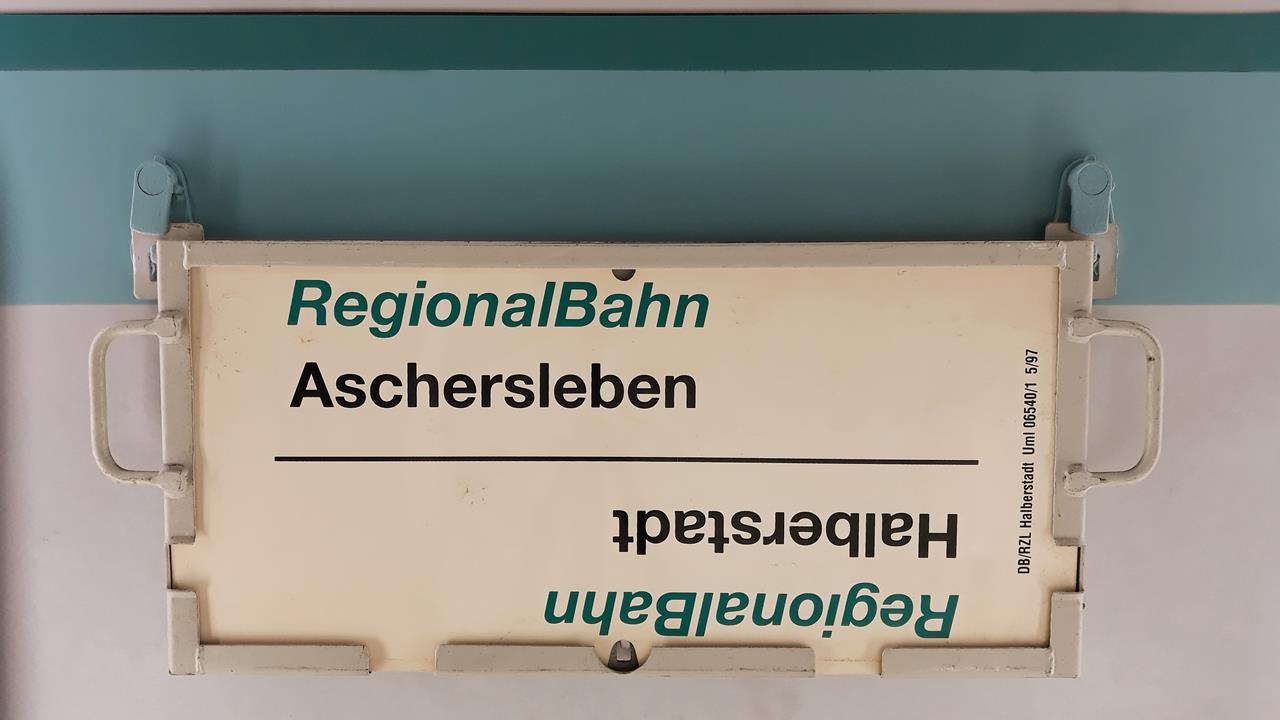 RegionalBahn
Aschersleben
Halberstadt
RegionalBahn
DB/RZL Halberstadt Uml 06540/1 5/97